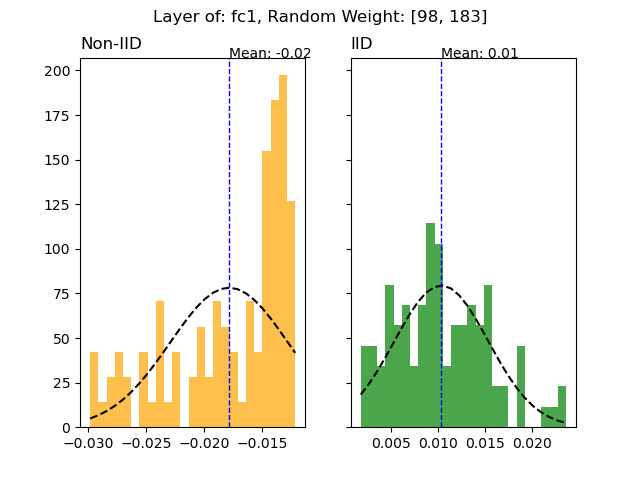 Layer of: fc1, Random Weight: [98, 183]
Non-IID
IID
Mean: -0.02
Mean: 0.01
200
175
150
125
100
75
50
25
0
−0.030 −0.025 −0.020 −0.015
0.005 0.010 0.015 0.020